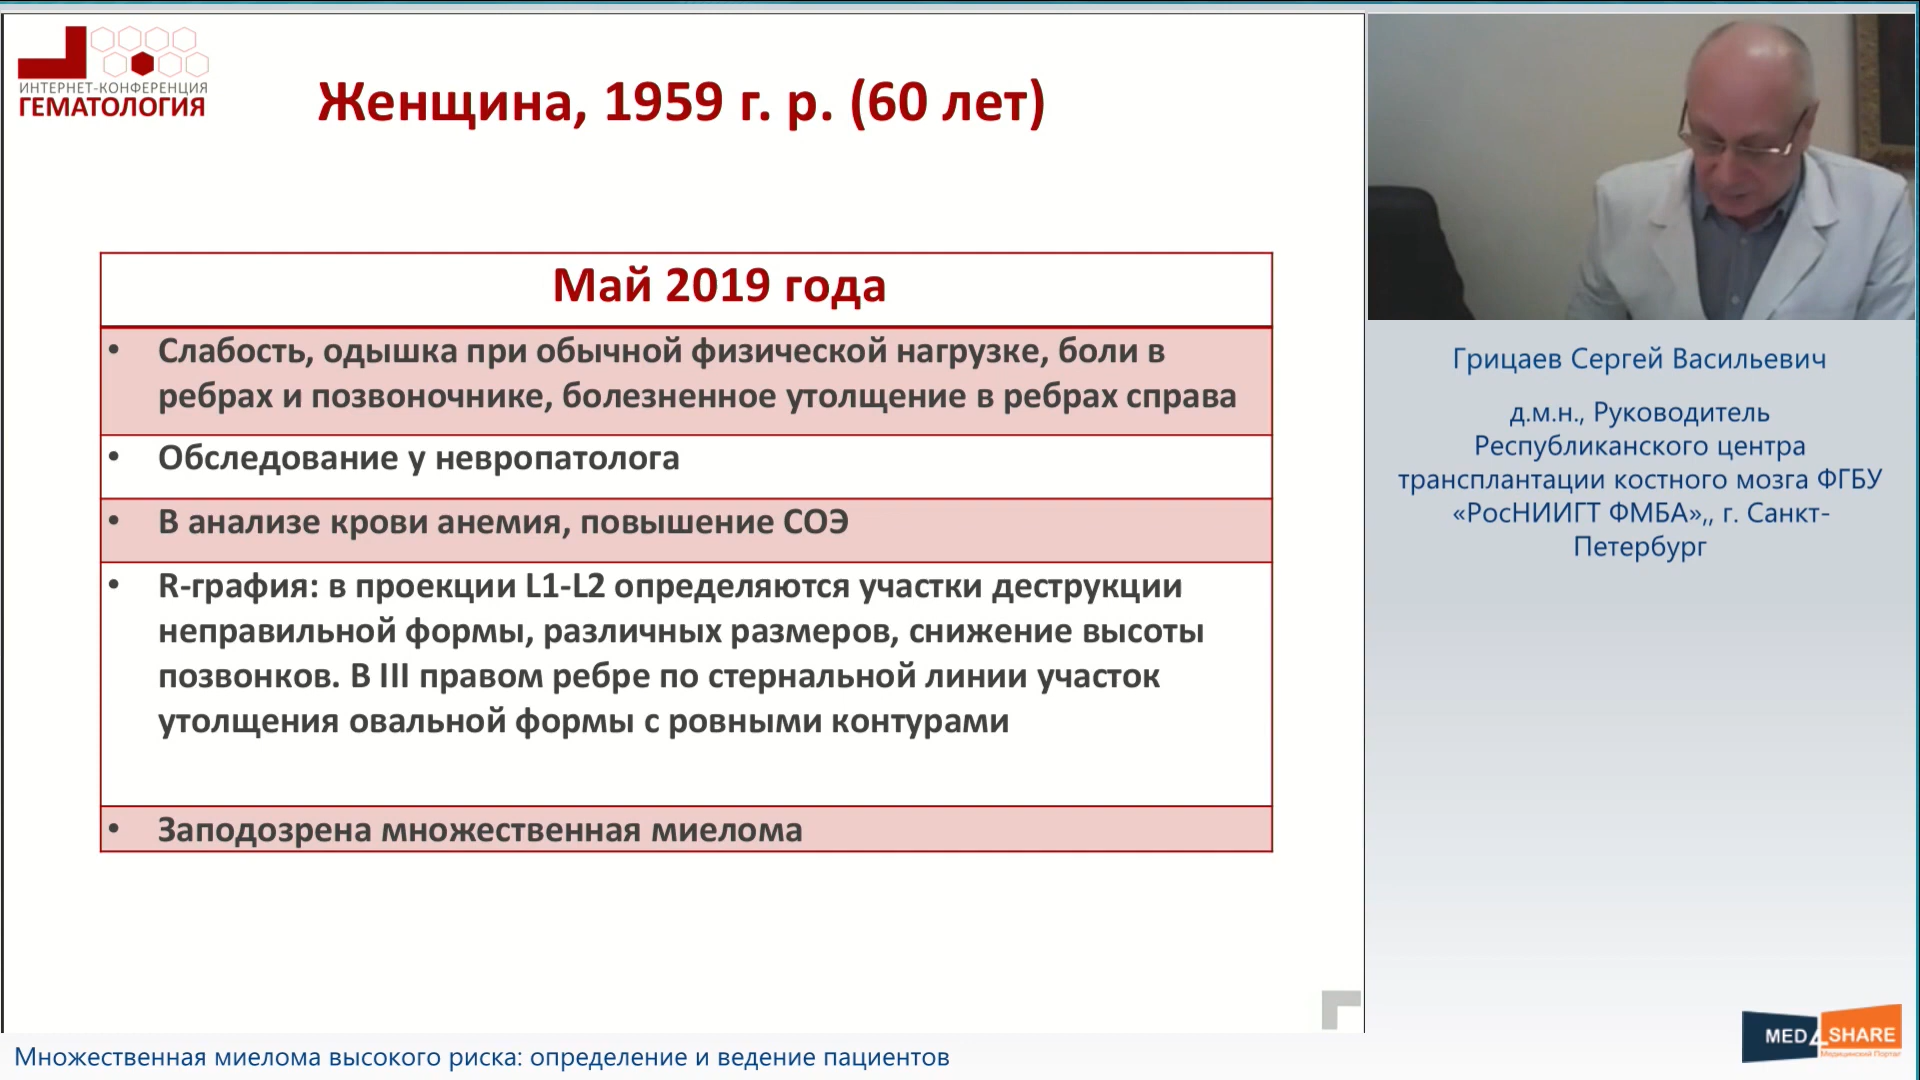 ИНТЕРНЕТ-КОНФЕРЕНЦИЯ
ГЕМАТОЛОГИЯ
Женщина, 1959 г. р. (60 лет)
Май 2019 года
• Слабость, одышка при обычной физической нагрузке, боли в
ребрах и позвоночнике, болезненное утолщение в ребрах справа
• Обследование у невропатолога
• В анализе крови анемия, повышение СОЭ
• R-графия: в проекции L1-L2 определяются участки деструкции
неправильной формы, различных размеров, снижение высоты
позвонков. В III правом ребре по стернальной линии участок
утолщения овальной формы с ровными контурами
• Заподозрена множественная миелома
Грицаев Сергей Васильевич
д.м.н., Руководитель
Республиканского центра
трансплантации костного мозга ФГБУ
«РосНИИГТ ФМБА»,, г. Санкт-
Петербург
MED4SHARE
Медицинский Портал
Множественная миелома высокого риска: определение и ведение пациентов